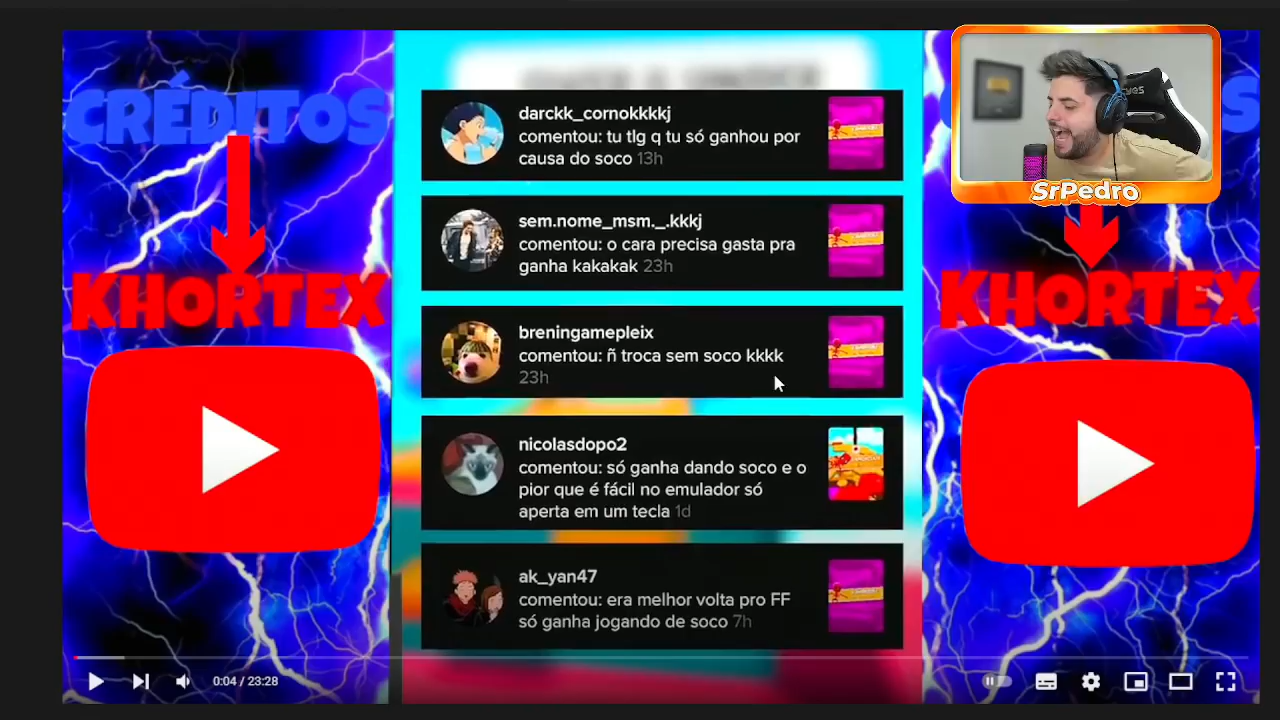 CRÉDITOS
KHORTEX
darckk_cornokkkkj
comentou: tu tlg q tu só ganhou por
causa do soco 13h
sem.nome_msm._.kkkj
comentou: o cara precisa gasta pra
ganha kakakak 23h
breningamepleix
comentou: ñ troca sem soco kkkk
23h
nicolasdopo2
comentou: só ganha dando soco e o
pior que é fácil no emulador só
aperta em um tecla 1d
ak_yan47
comentou: era melhor volta pro FF
só ganha jogando de soco 7h
SrPedro
KHORTEX
0:04 / 23:28